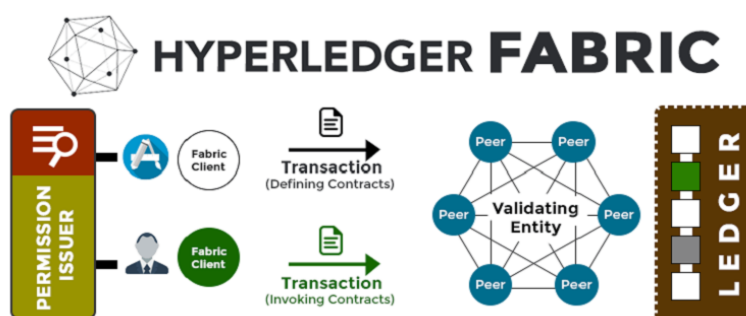 HYPERLEDGER FABRIC
PERMISSION
ISSUER
Fabric
Client
Transaction
(Defining Contracts)
Fabric
Client
Transaction
(Invoking Contracts)
Peer
Peer
Peer
Validating
Entity
Peer
Peer
Peer
LEDGER